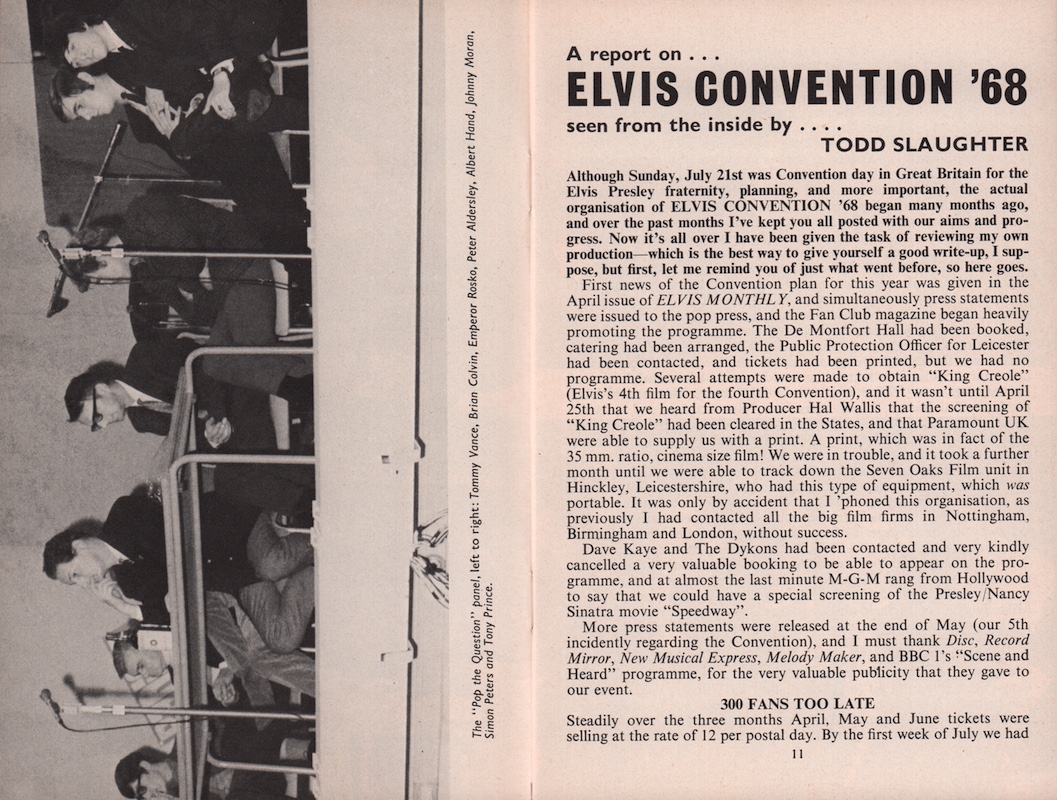 The "Pop the Question" panel, left to right: Tommy Vance, Brian Colvin, Emperor Rosko, Peter Aldersley, Albert Hand, Johnny Moran,
Simon Peters and Tony Prince.
A report on . . .
ELVIS CONVENTION '68
seen from the inside by . . . .
TODD SLAUGHTER
Although Sunday, July 21st was Convention day in Great Britain for the
Elvis Presley fraternity, planning, and more important, the actual
organisation of ELVIS CONVENTION '68 began many months ago,
and over the past months I've kept you all posted with our aims and pro-
gress. Now it's all over I have been given the task of reviewing my own
production—which is the best way to give yourself a good write-up, I sup-
pose, but first, let me remind you of just what went before, so here goes.
First news of the Convention plan for this year was given in the
April issue of ELVIS MONTHLY, and simultaneously press statements
were issued to the pop press, and the Fan Club magazine began heavily
promoting the programme. The De Montfort Hall had been booked,
catering had been arranged, the Public Protection Officer for Leicester
had been contacted, and tickets had been printed, but we had no
programme. Several attempts were made to obtain "King Creole"
(Elvis's 4th film for the fourth Convention), and it wasn't until April
25th that we heard from Producer Hal Wallis that the screening of
"King Creole" had been cleared in the States, and that Paramount UK
were able to supply us with a print. A print, which was in fact of the
35 mm. ratio, cinema size film! We were in trouble, and it took a further
month until we were able to track down the Seven Oaks Film unit in
Hinckley, Leicestershire, who had this type of equipment, which was
portable. It was only by accident that I 'phoned this organisation, as
previously I had contacted all the big film firms in Nottingham,
Birmingham and London, without success.
Dave Kaye and The Dykons had been contacted and very kindly
cancelled a very valuable booking to be able to appear on the pro-
gramme, and at almost the last minute M-G-M rang from Hollywood
to say that we could have a special screening of the Presley/Nancy
Sinatra movie "Speedway".
More press statements were released at the end of May (our 5th
incidently regarding the Convention), and I must thank Disc, Record
Mirror, New Musical Express, Melody Maker, and BBC 1's "Scene and
Heard" programme, for the very valuable publicity that they gave to
our event.
300 FANS TOO LATE
Steadily over the three months April, May and June tickets were
selling at the rate of 12 per postal day. By the first week of July we had
11